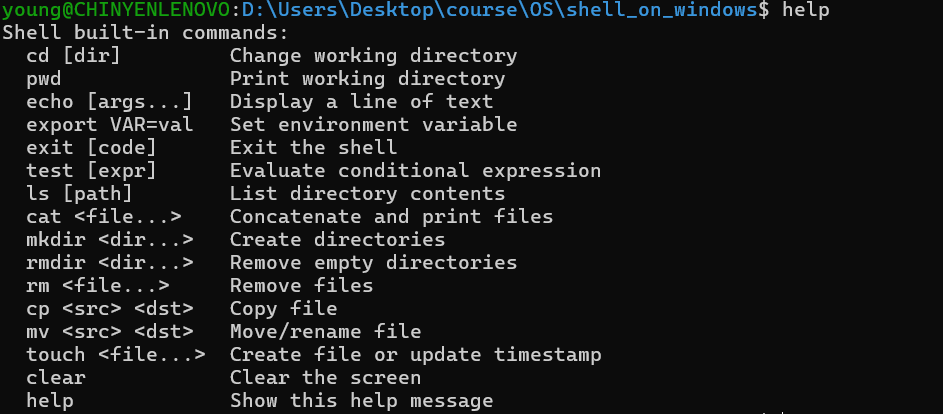 young@CHINYENLENOVO:D:\Users\Desktop\course\OS\shell_on_windows$ help
Shell built-in commands:
  cd [dir]         Change working directory
  pwd              Print working directory
  echo [args...]   Display a line of text
  export VAR=val   Set environment variable
  exit [code]      Exit the shell
  test [expr]      Evaluate conditional expression
  ls [path]        List directory contents
  cat <file...>    Concatenate and print files
  mkdir <dir...>   Create directories
  rmdir <dir...>   Remove empty directories
  rm <file...>     Remove files
  cp <src> <dst>   Copy file
  mv <src> <dst>   Move/rename file
  touch <file...>  Create file or update timestamp
  clear            Clear the screen
  help             Show this help message